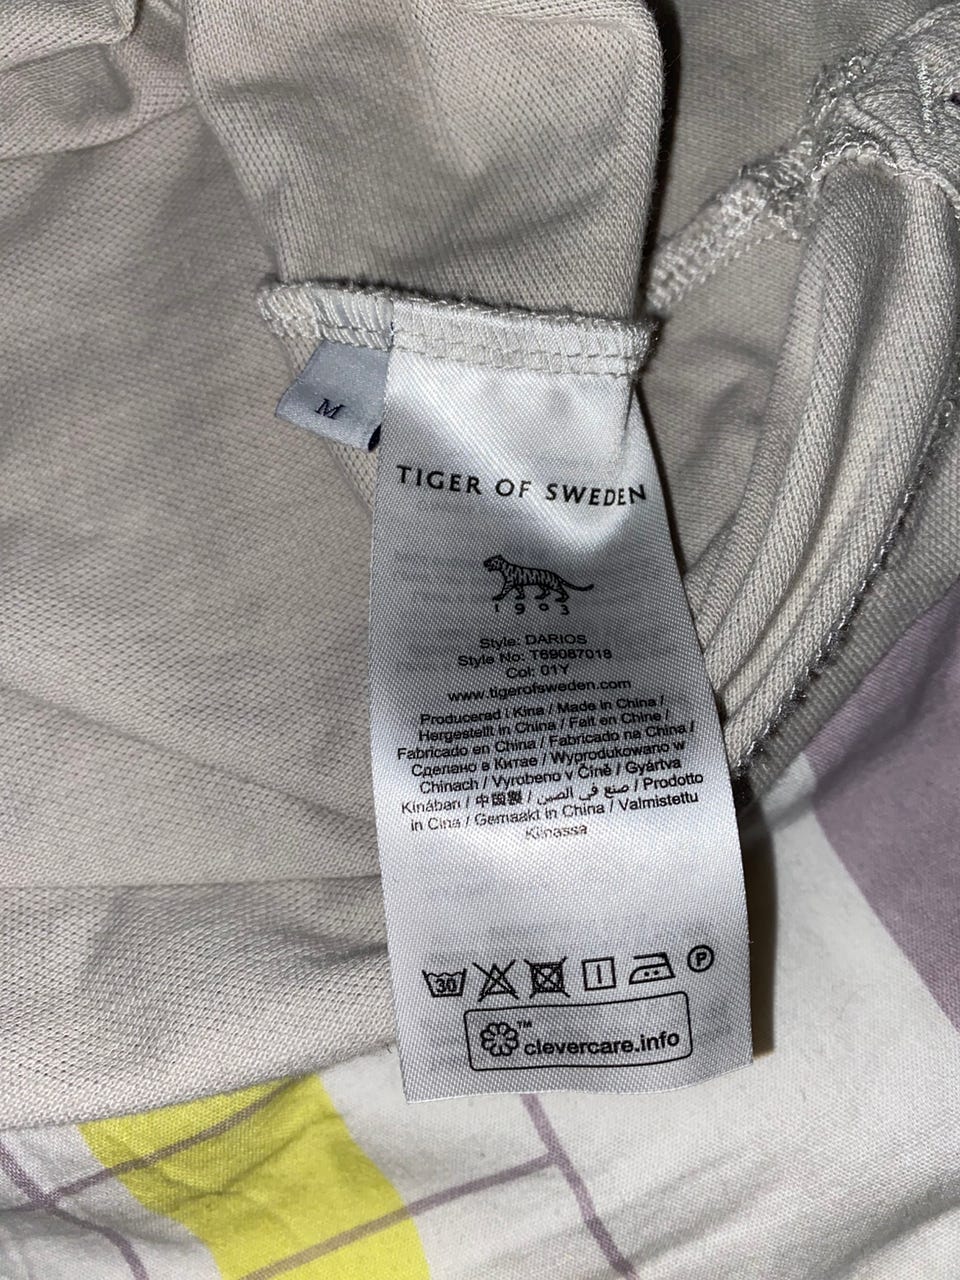 M
TIGER OF SWEDEN
1903
Style: DARIOS
Style No: T69087018
Col: 01Y
www.tigerofsweden.com
Producerad i Kina / Made in China /
Hergestellt in China / Fait en Chine /
Fabricado en China / Fabricado na China /
Сделано в Китае / Wyprodukowano w
Chinach / Vyrobeno v Číně / Gyártva
Kínában / 中国製 / صنع في الصين / Prodotto
in Cina / Gemaakt in China / Valmistettu
Kiinassa
30 P
™
clevercare.info